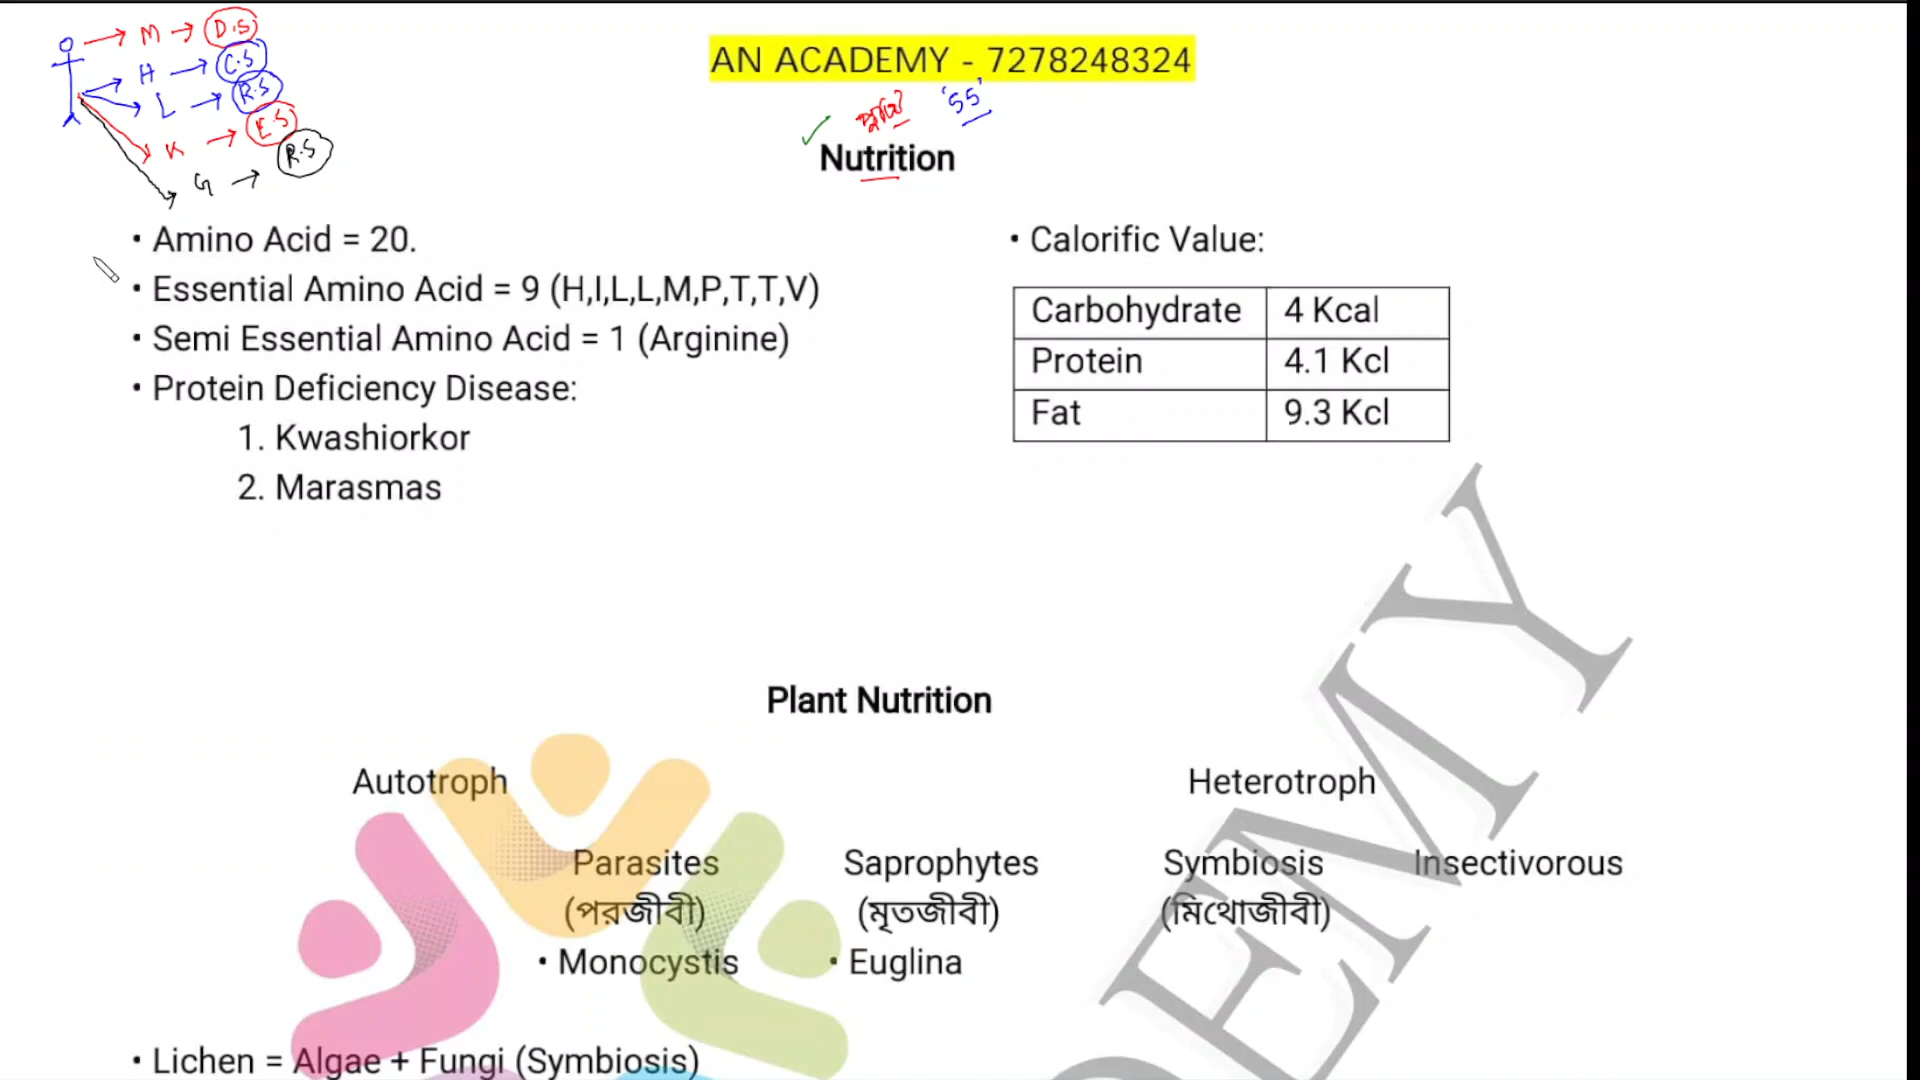 M → D.S
H → C.S
L → R.S
K → E.S
G → R.S
AN ACADEMY - 7278248324
'55'
Nutrition
• Amino Acid = 20.
• Essential Amino Acid = 9 (H,I,L,L,M,P,T,T,V)
• Semi Essential Amino Acid = 1 (Arginine)
• Protein Deficiency Disease:
1. Kwashiorkor
2. Marasmas
• Calorific Value:
Carbohydrate 4 Kcal
Protein 4.1 Kcl
Fat 9.3 Kcl
Plant Nutrition
Autotroph Heterotroph
Parasites Saprophytes Symbiosis Insectivorous
(পরজীবী) (মৃতজীবী) (মিথোজীবী)
• Monocystis • Euglina
• Lichen = Algae + Fungi (Symbiosis)
DEMY